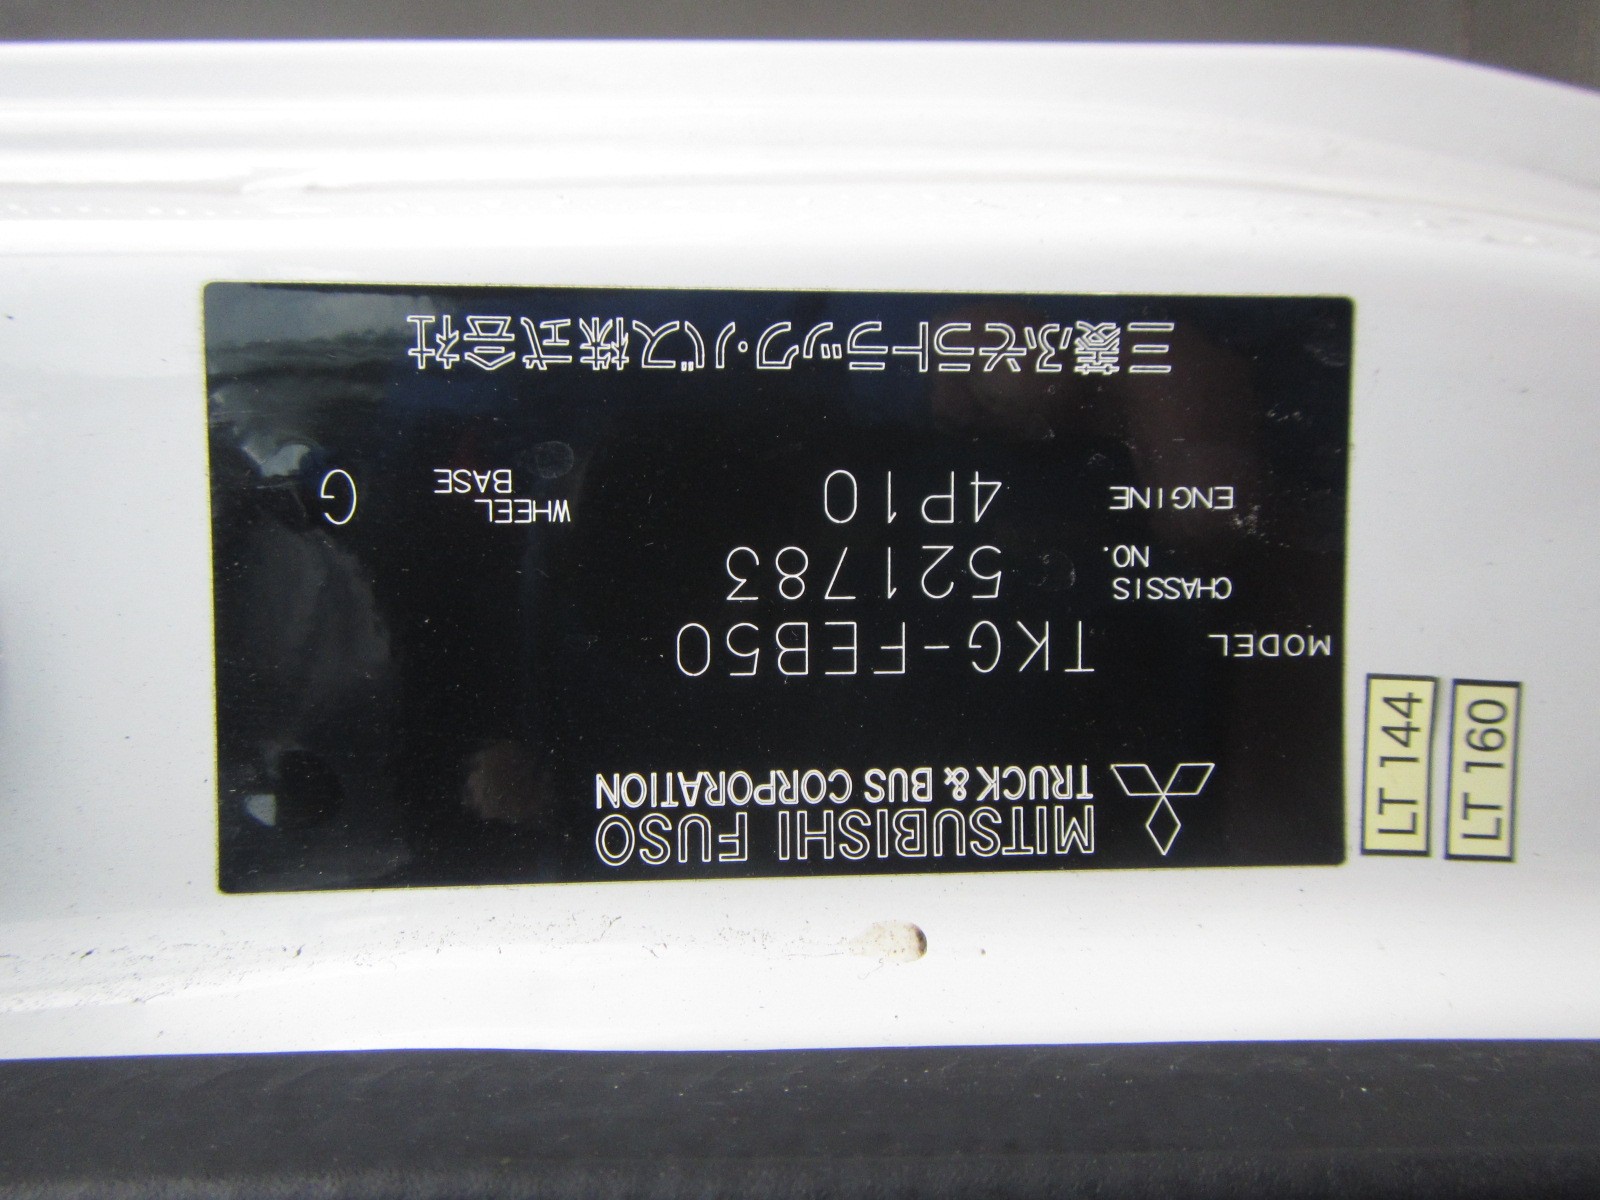 MITSUBISHI FUSO
TRUCK & BUS CORPORATION
MODEL TKG-FEB50
CHASSIS NO. 521783
ENGINE 4P10 WHEEL BASE G
三菱ふそうトラック・バス株式会社
LT 144
LT 160